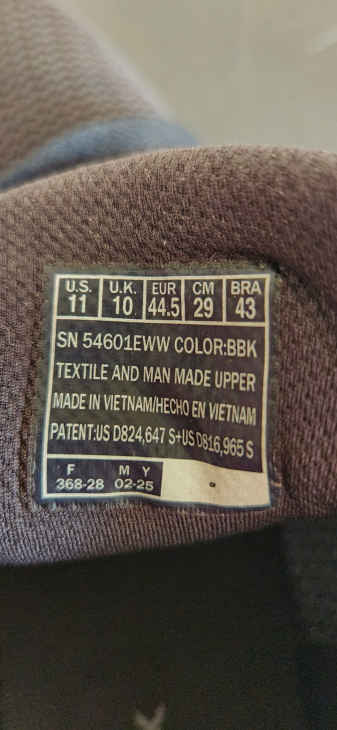 U.S. U.K. EUR CM BRA
11 10 44.5 29 43
SN 54601EWW COLOR:BBK
TEXTILE AND MAN MADE UPPER
MADE IN VIETNAM/HECHO EN VIETNAM
PATENT:US D824,647 S+US D816,965 S
F M Y
368-28 02-25